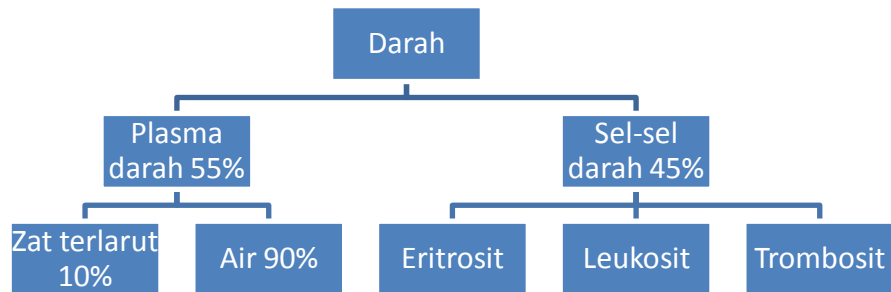 Darah
Plasma
darah 55%
Sel-sel
darah 45%
Zat terlarut
10%
Air 90%
Eritrosit
Leukosit
Trombosit